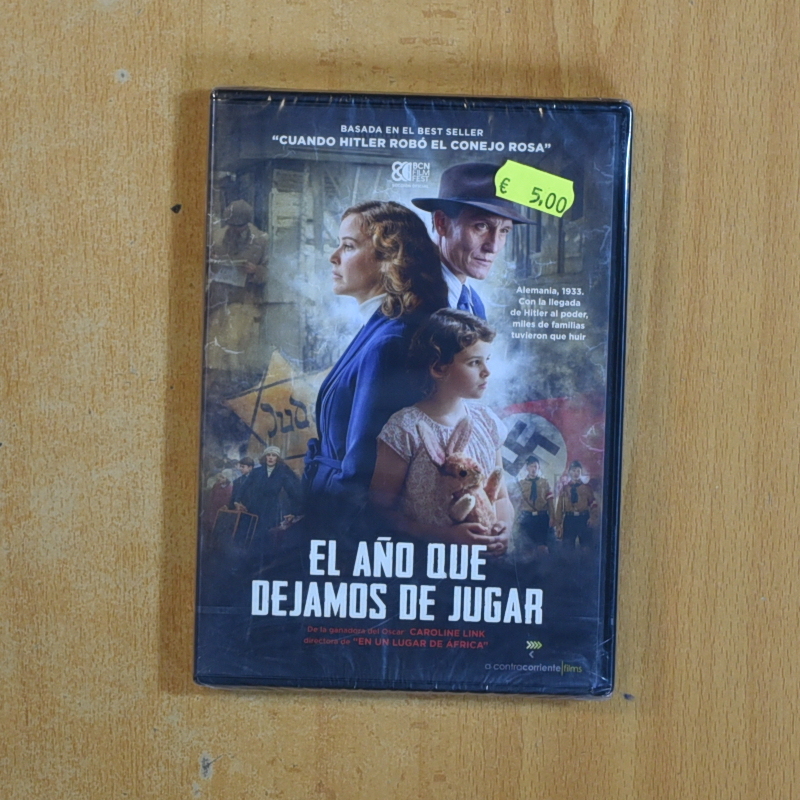 BASADA EN EL BEST SELLER
"CUANDO HITLER ROBÓ EL CONEJO ROSA"
BCN
FILM
FEST
€ 5,00
Alemania, 1933.
Con la llegada
de Hitler al poder,
miles de familias
tuvieron que huir
Jud
EL AÑO QUE
DEJAMOS DE JUGAR
De la ganadora del Oscar CAROLINE LINK
directora de "EN UN LUGAR DE ÁFRICA"
a contracorriente films